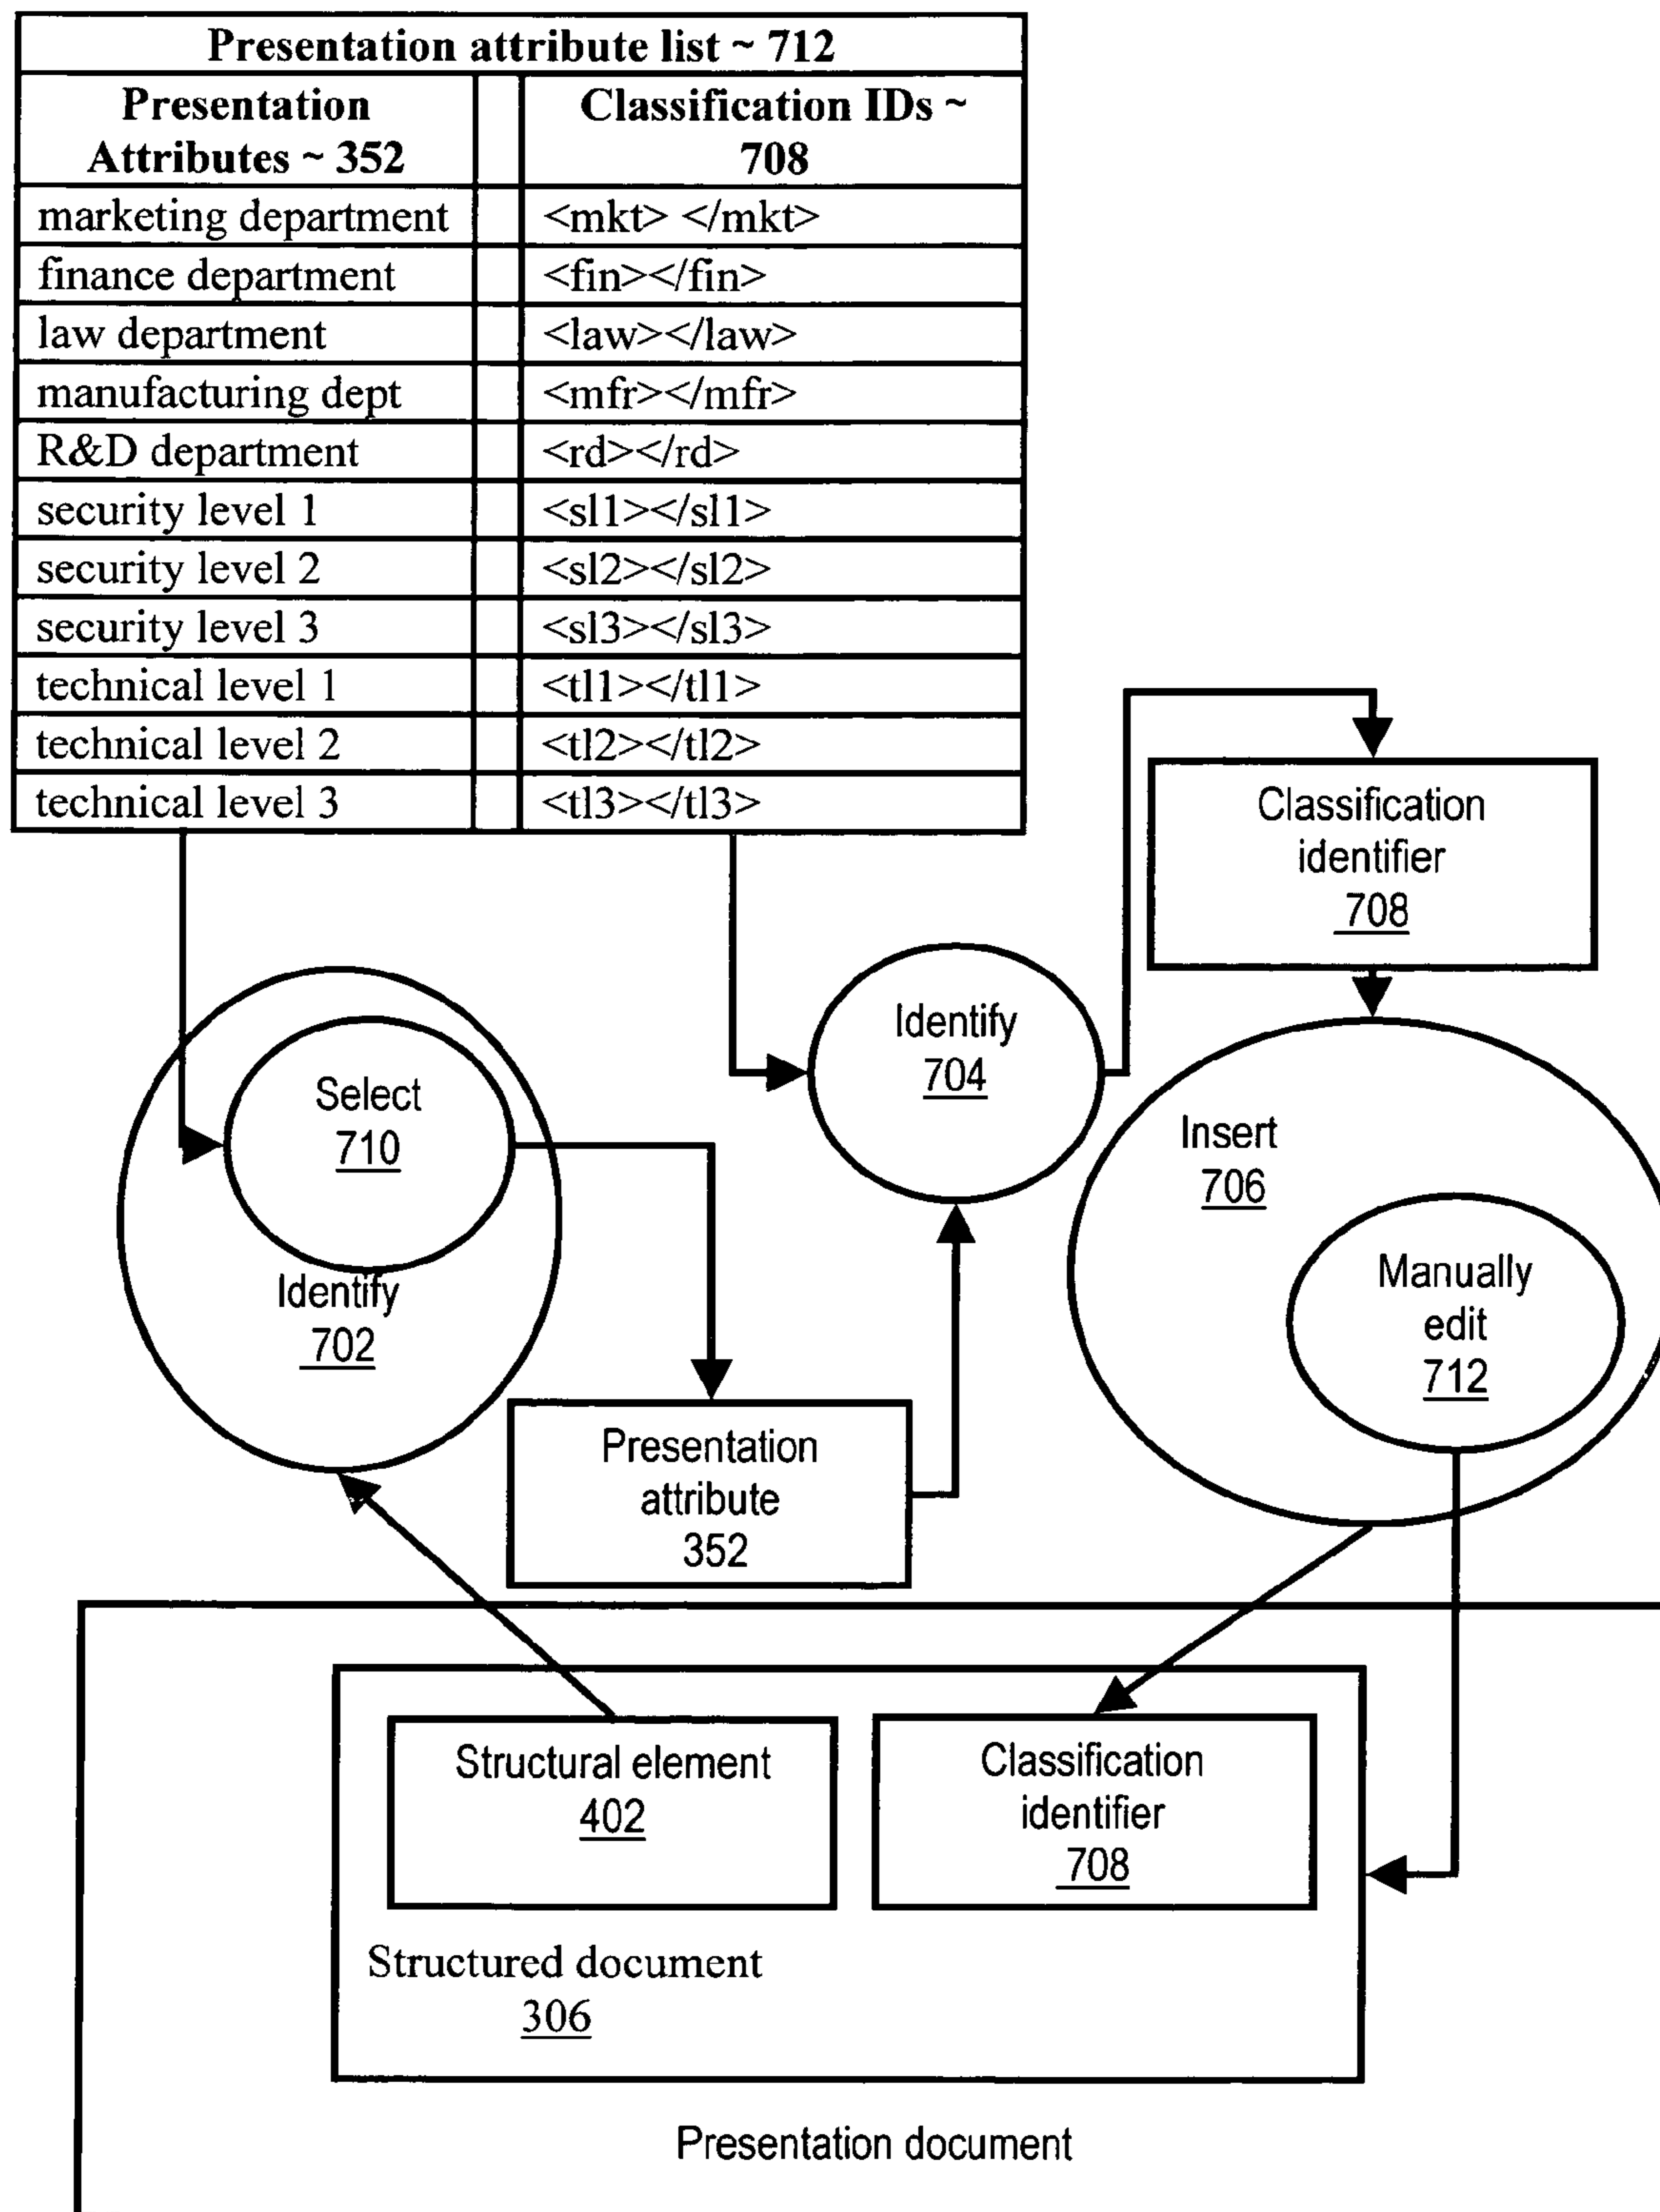 Presentation attribute list ~ 712
Presentation
Attributes ~ 352
Classification IDs ~
708
marketing department <mkt> </mkt>
finance department <fin></fin>
law department <law></law>
manufacturing dept <mfr></mfr>
R&D department <rd></rd>
security level 1 <sl1></sl1>
security level 2 <sl2></sl2>
security level 3 <sl3></sl3>
technical level 1 <tl1></tl1>
technical level 2 <tl2></tl2>
technical level 3 <tl3></tl3>
Classification
identifier
708
Identify
704
Select
710
Identify
702
Insert
706
Manually
edit
712
Presentation
attribute
352
Structural element
402
Classification
identifier
708
Structured document
306
Presentation document